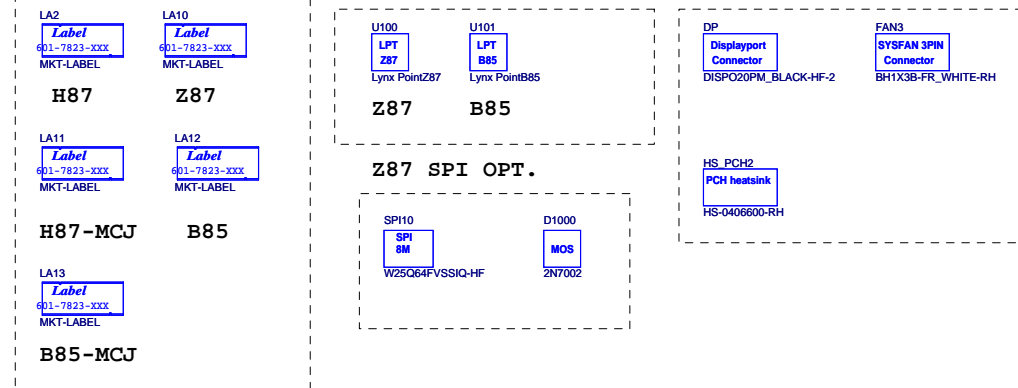 LA2
Label
601-7823-XXX
MKT-LABEL
H87
LA10
Label
601-7823-XXX
MKT-LABEL
Z87
LA11
Label
601-7823-XXX
MKT-LABEL
H87-MCJ
LA12
Label
601-7823-XXX
MKT-LABEL
B85
LA13
Label
601-7823-XXX
MKT-LABEL
B85-MCJ
U100
LPT
Z87
Lynx PointZ87
Z87
U101
LPT
B85
Lynx PointB85
B85
Z87 SPI OPT.
SPI10
SPI
8M
W25Q64FVSSIQ-HF
D1000
MOS
2N7002
DP
Displayport
Connector
DISPO20PM_BLACK-HF-2
FAN3
SYSFAN 3PIN
Connector
BH1X3B-FR_WHITE-RH
HS_PCH2
PCH heatsink
HS-0406600-RH